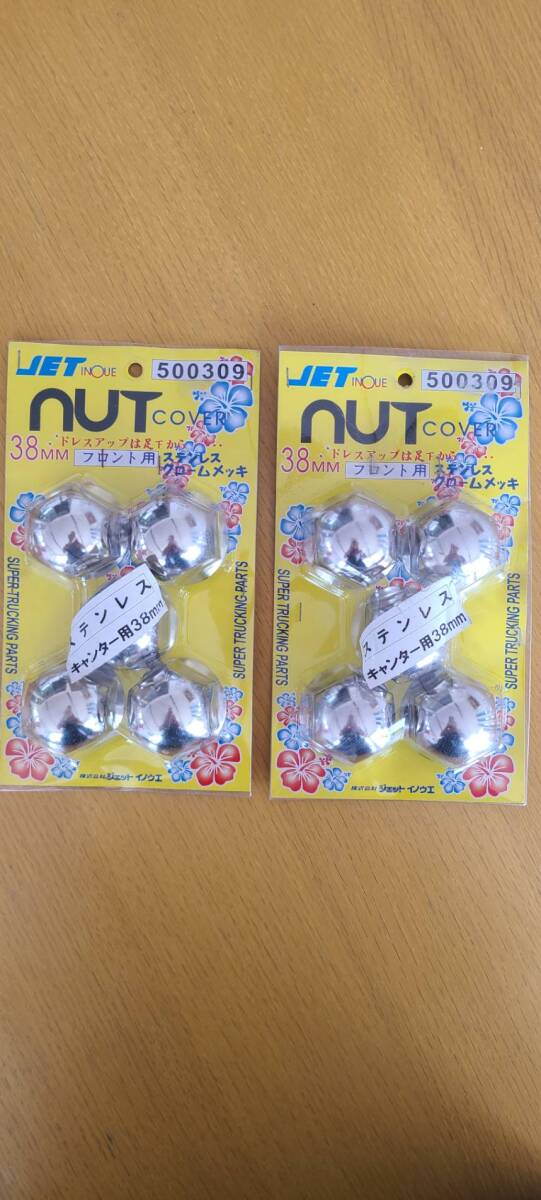 JET INOUE 500309
NUT COVER
ドレスアップは足下から・・・
38MM フロント用 ステンレス
クロームメッキ
SUPER TRUCKING PARTS
ステンレス
キャンター用38mm
SUPER TRUCKING PARTS
株式会社 ジェットイノウエ
JET INOUE 500309
NUT COVER
ドレスアップは足下から・・・
38MM フロント用 ステンレス
クロームメッキ
SUPER TRUCKING PARTS
ステンレス
キャンター用38mm
SUPER TRUCKING PARTS
株式会社 ジェットイノウエ